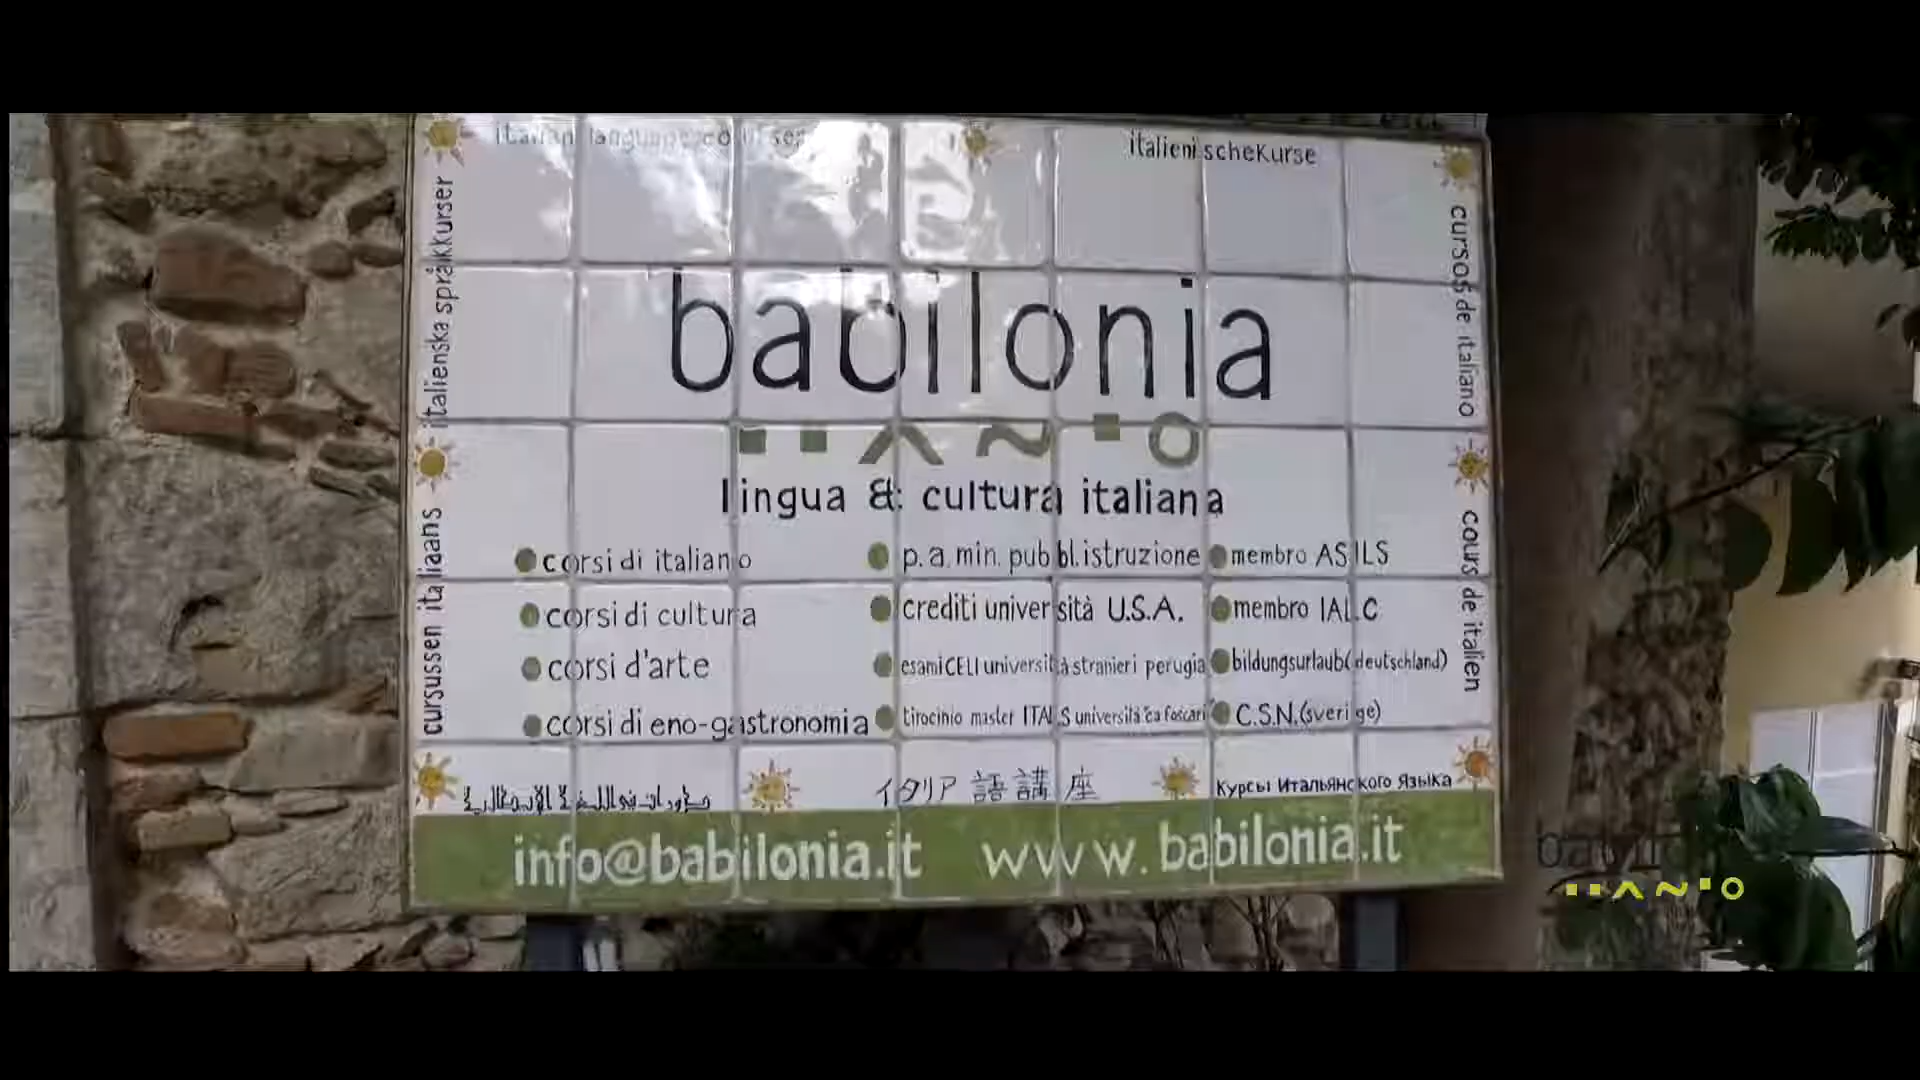 italian language courses
italienischeKurse
italienska språkkurser
cursussen italiaans
cursos de italiano
cours de italien
babilonia
lingua & cultura italiana
corsi di italiano
corsi di cultura
corsi d'arte
corsi di eno-gastronomia
p.a.min.pubbl.istruzione
crediti università U.S.A.
esami CELI università stranieri perugia
tirocinio master ITALS università ca foscari
membro ASILS
membro IALC
bildungsurlaub(deutschland)
C.S.N.(sverige)
イタリア語講座
Курсы Итальянского Языка
info@babilonia.it www.babilonia.it